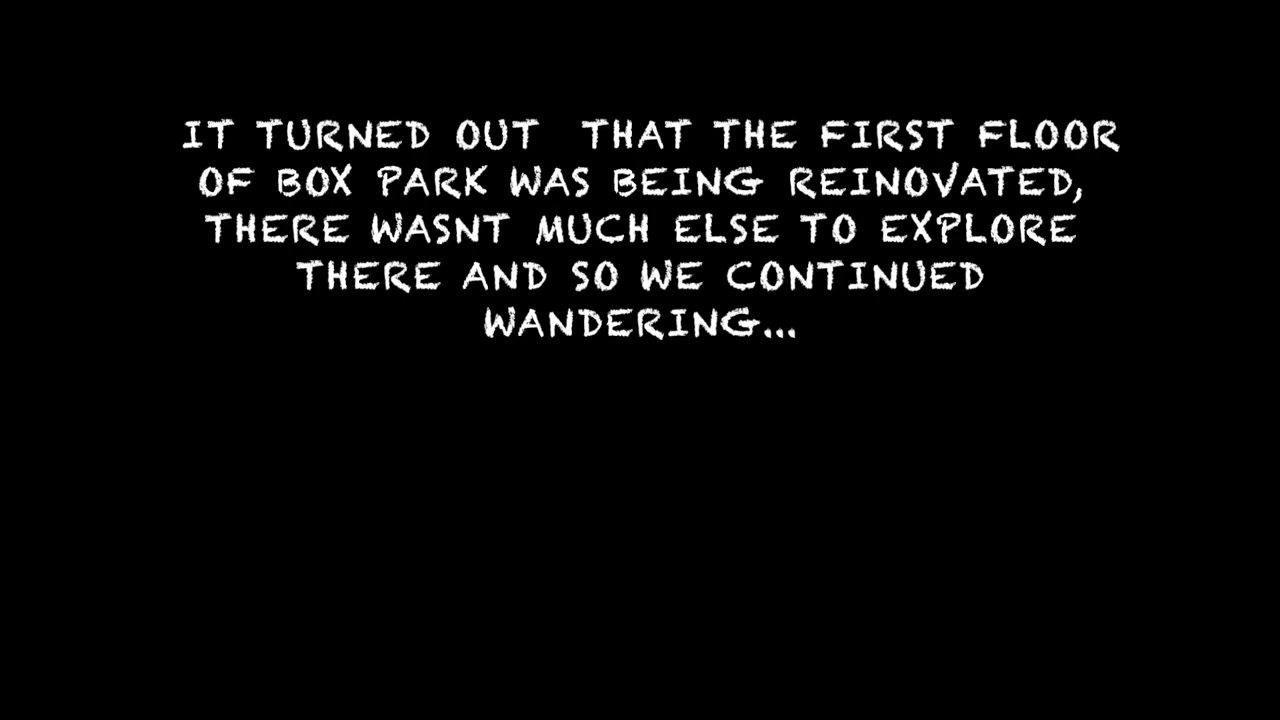 IT TURNED OUT  THAT THE FIRST FLOOR
OF BOX PARK WAS BEING REINOVATED,
THERE WASNT MUCH ELSE TO EXPLORE
THERE AND SO WE CONTINUED
WANDERING...